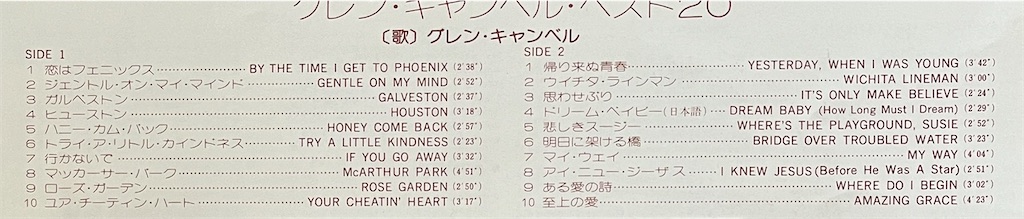 グレン・キャンベル・ベスト20
〔歌〕グレン・キャンベル
SIDE 1
1 恋はフェニックス……BY THE TIME I GET TO PHOENIX (2'38")
2 ジェントル・オン・マイ・マインド……GENTLE ON MY MIND (2'52")
3 ガルベストン……GALVESTON (2'37")
4 ヒューストン……HOUSTON (3'18")
5 ハニー・カム・バック……HONEY COME BACK (2'57")
6 トライ・ア・リトル・カインドネス……TRY A LITTLE KINDNESS (2'23")
7 行かないで……IF YOU GO AWAY (3'32")
8 マッカーサー・パーク……McARTHUR PARK (4'51")
9 ローズ・ガーデン……ROSE GARDEN (2'50")
10 ユア・チーティン・ハート……YOUR CHEATIN' HEART (3'17")
SIDE 2
1 帰り来ぬ青春……YESTERDAY, WHEN I WAS YOUNG (3'42")
2 ウイチタ・ラインマン……WICHITA LINEMAN (3'00")
3 思わせぶり……IT'S ONLY MAKE BELIEVE (2'24")
4 ドリーム・ベイビー(日本語)……DREAM BABY (How Long Must I Dream) (2'29")
5 悲しきスージー……WHERE'S THE PLAYGROUND, SUSIE (2'52")
6 明日に架ける橋……BRIDGE OVER TROUBLED WATER (3'23")
7 マイ・ウェイ……MY WAY (4'04")
8 アイ・ニュー・ジーザス……I KNEW JESUS (Before He Was A Star) (2'51")
9 ある愛の詩……WHERE DO I BEGIN (3'02")
10 至上の愛……AMAZING GRACE (4'23")